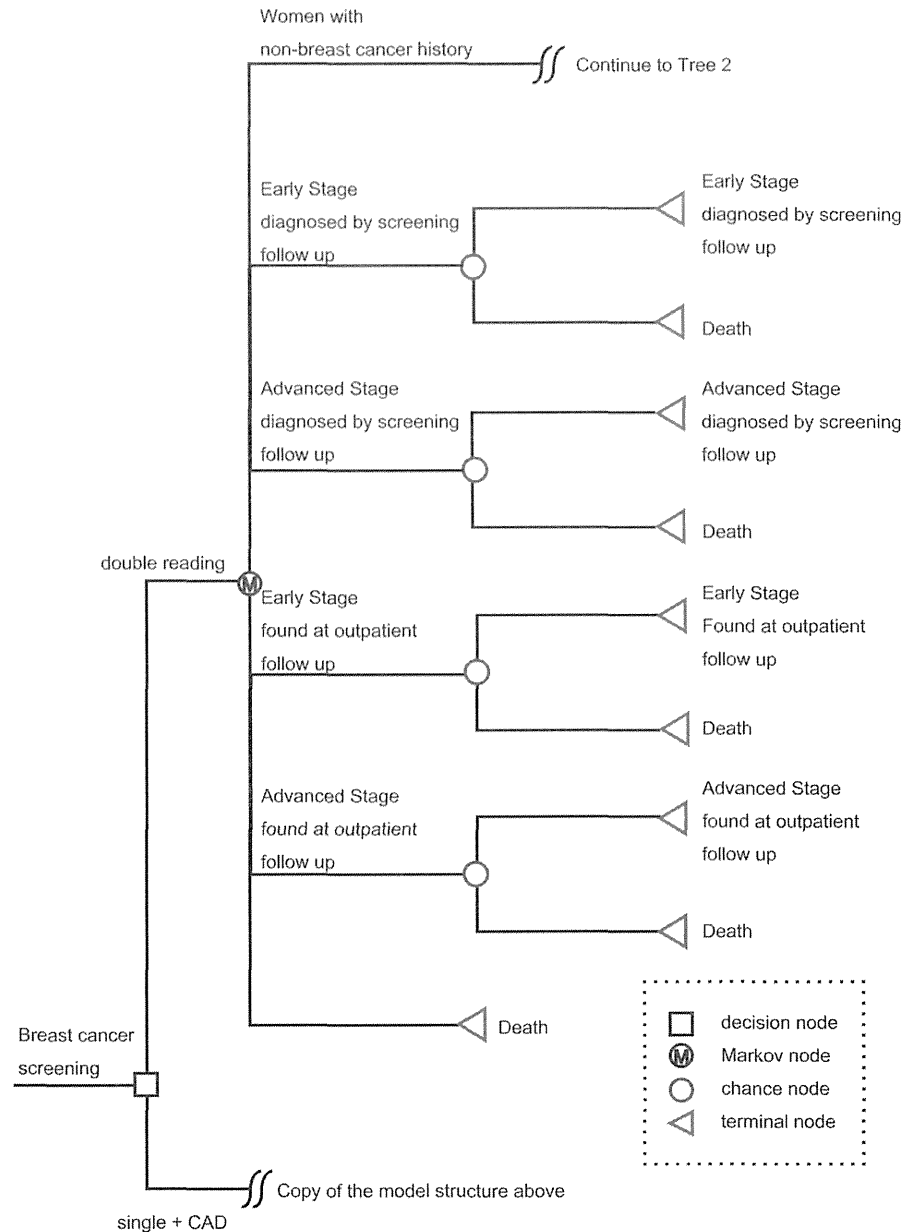 Women with
non-breast cancer history
Continue to Tree 2
Early Stage
diagnosed by screening
follow up
Early Stage
diagnosed by screening
follow up
Death
Advanced Stage
diagnosed by screening
follow up
Advanced Stage
diagnosed by screening
follow up
Death
double reading
M
Early Stage
found at outpatient
follow up
Early Stage
Found at outpatient
follow up
Death
Advanced Stage
found at outpatient
follow up
Advanced Stage
found at outpatient
follow up
Death
Death
Breast cancer
screening
decision node
M Markov node
chance node
terminal node
Copy of the model structure above
single + CAD